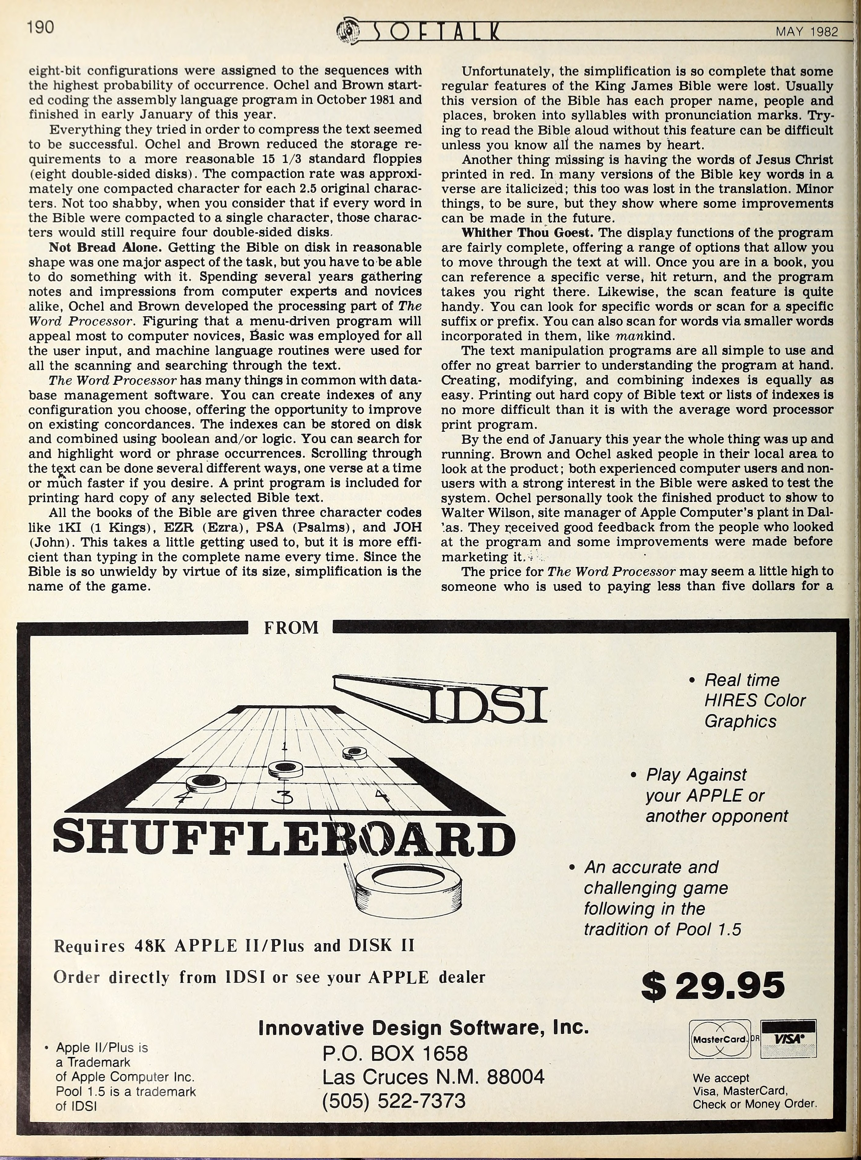 190
SOFTALK
MAY 1982
eight-bit configurations were assigned to the sequences with
the highest probability of occurrence. Ochel and Brown start-
ed coding the assembly language program in October 1981 and
finished in early January of this year.
Everything they tried in order to compress the text seemed
to be successful. Ochel and Brown reduced the storage re-
quirements to a more reasonable 15 1/3 standard floppies
(eight double-sided disks). The compaction rate was approxi-
mately one compacted character for each 2.5 original charac-
ters. Not too shabby, when you consider that if every word in
the Bible were compacted to a single character, those charac-
ters would still require four double-sided disks.
Not Bread Alone. Getting the Bible on disk in reasonable
shape was one major aspect of the task, but you have to be able
to do something with it. Spending several years gathering
notes and impressions from computer experts and novices
alike, Ochel and Brown developed the processing part of The
Word Processor. Figuring that a menu-driven program will
appeal most to computer novices, Basic was employed for all
the user input, and machine language routines were used for
all the scanning and searching through the text.
The Word Processor has many things in common with data-
base management software. You can create indexes of any
configuration you choose, offering the opportunity to improve
on existing concordances. The indexes can be stored on disk
and combined using boolean and/or logic. You can search for
and highlight word or phrase occurrences. Scrolling through
the text can be done several different ways, one verse at a time
or much faster if you desire. A print program is included for
printing hard copy of any selected Bible text.
All the books of the Bible are given three character codes
like 1KI (1 Kings), EZR (Ezra), PSA (Psalms), and JOH
(John). This takes a little getting used to, but it is more effi-
cient than typing in the complete name every time. Since the
Bible is so unwieldy by virtue of its size, simplification is the
name of the game.
Unfortunately, the simplification is so complete that some
regular features of the King James Bible were lost. Usually
this version of the Bible has each proper name, people and
places, broken into syllables with pronunciation marks. Try-
ing to read the Bible aloud without this feature can be difficult
unless you know all the names by heart.
Another thing missing is having the words of Jesus Christ
printed in red. In many versions of the Bible key words in a
verse are italicized; this too was lost in the translation. Minor
things, to be sure, but they show where some improvements
can be made in the future.
Whither Thou Goest. The display functions of the program
are fairly complete, offering a range of options that allow you
to move through the text at will. Once you are in a book, you
can reference a specific verse, hit return, and the program
takes you right there. Likewise, the scan feature is quite
handy. You can look for specific words or scan for a specific
suffix or prefix. You can also scan for words via smaller words
incorporated in them, like mankind.
The text manipulation programs are all simple to use and
offer no great barrier to understanding the program at hand.
Creating, modifying, and combining indexes is equally as
easy. Printing out hard copy of Bible text or lists of indexes is
no more difficult than it is with the average word processor
print program.
By the end of January this year the whole thing was up and
running. Brown and Ochel asked people in their local area to
look at the product; both experienced computer users and non-
users with a strong interest in the Bible were asked to test the
system. Ochel personally took the finished product to show to
Walter Wilson, site manager of Apple Computer's plant in Dal-
las. They received good feedback from the people who looked
at the program and some improvements were made before
marketing it.
The price for The Word Processor may seem a little high to
someone who is used to paying less than five dollars for a
FROM
IDSI
1
2
3
4
SHUFFLEBOARD
• Real time
HIRES Color
Graphics
• Play Against
your APPLE or
another opponent
• An accurate and
challenging game
following in the
tradition of Pool 1.5
Requires 48K APPLE II/Plus and DISK II
Order directly from IDSI or see your APPLE dealer
$29.95
Innovative Design Software, Inc.
P.O. BOX 1658
Las Cruces N.M. 88004
(505) 522-7373
• Apple II/Plus is
a Trademark
of Apple Computer Inc.
Pool 1.5 is a trademark
of IDSI
MasterCard OR VISA®
We accept
Visa, MasterCard,
Check or Money Order.